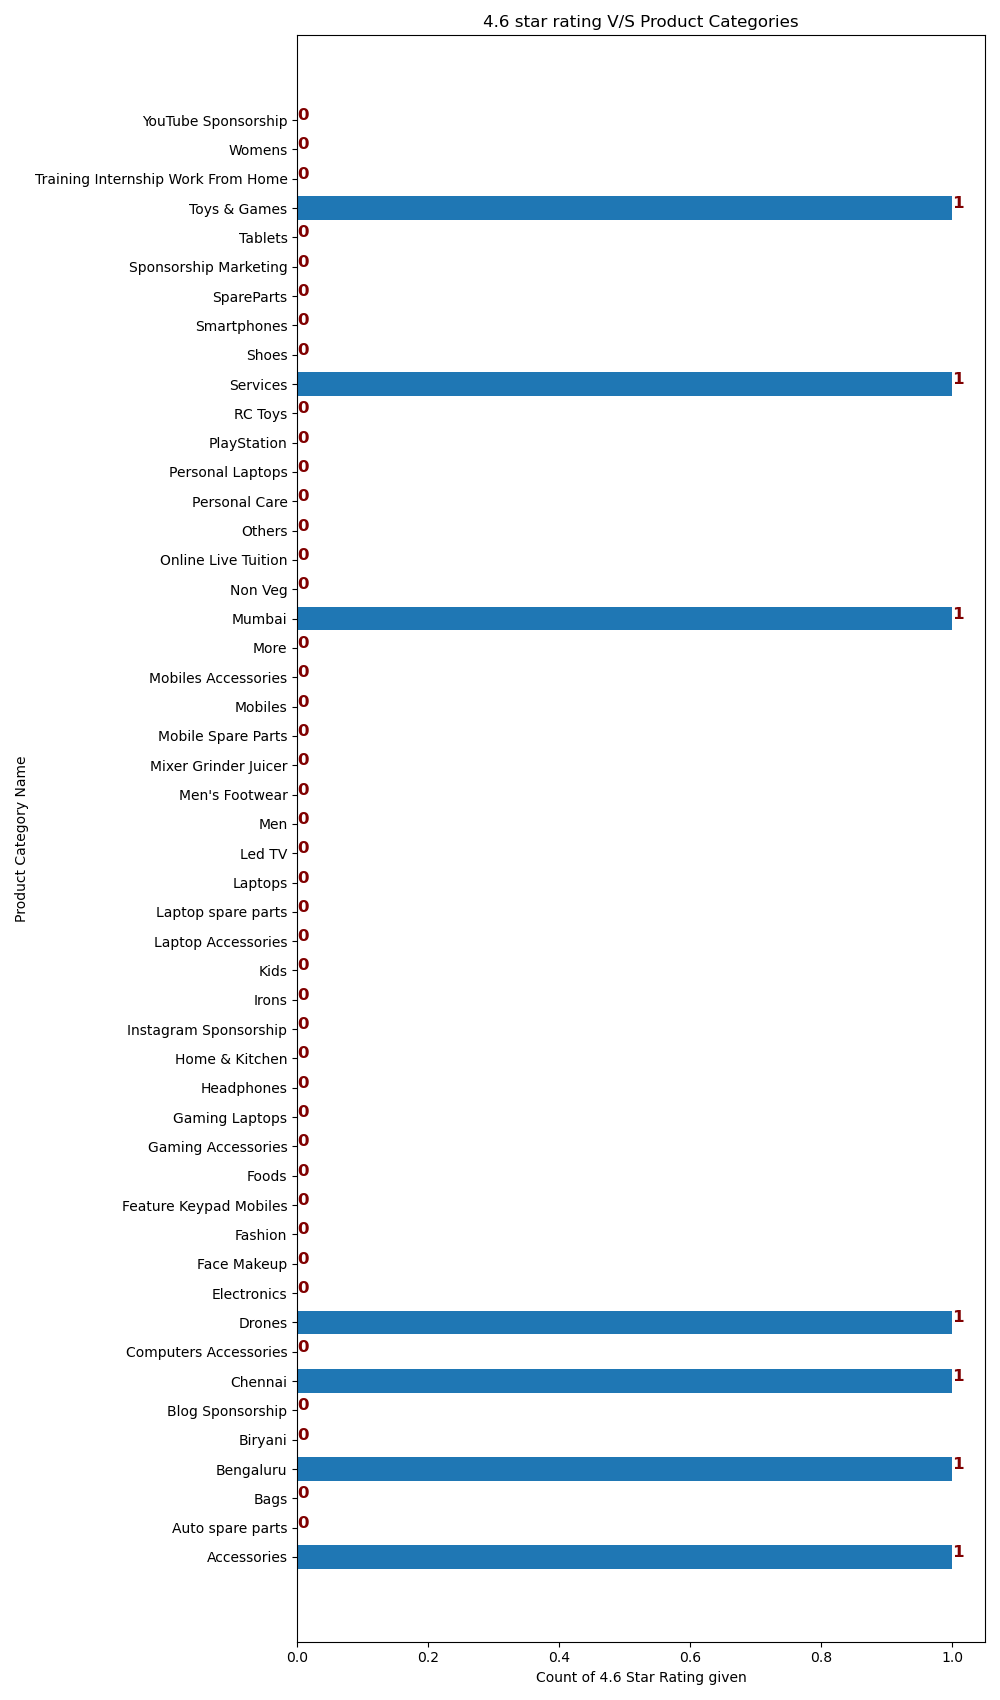 4.6 star rating V/S Product Categories
YouTube Sponsorship 0
Womens 0
Training Internship Work From Home 0
Toys & Games 1
Tablets 0
Sponsorship Marketing 0
SpareParts 0
Smartphones 0
Shoes 0
Services 1
RC Toys 0
PlayStation 0
Personal Laptops 0
Personal Care 0
Others 0
Online Live Tuition 0
Non Veg 0
Mumbai 1
More 0
Mobiles Accessories 0
Mobiles 0
Mobile Spare Parts 0
Mixer Grinder Juicer 0
Men's Footwear 0
Men 0
Led TV 0
Laptops 0
Laptop spare parts 0
Laptop Accessories 0
Kids 0
Irons 0
Instagram Sponsorship 0
Home & Kitchen 0
Headphones 0
Gaming Laptops 0
Gaming Accessories 0
Foods 0
Feature Keypad Mobiles 0
Fashion 0
Face Makeup 0
Electronics 0
Drones 1
Computers Accessories 0
Chennai 1
Blog Sponsorship 0
Biryani 0
Bengaluru 1
Bags 0
Auto spare parts 0
Accessories 1
Product Category Name
0.0 0.2 0.4 0.6 0.8 1.0
Count of 4.6 Star Rating given